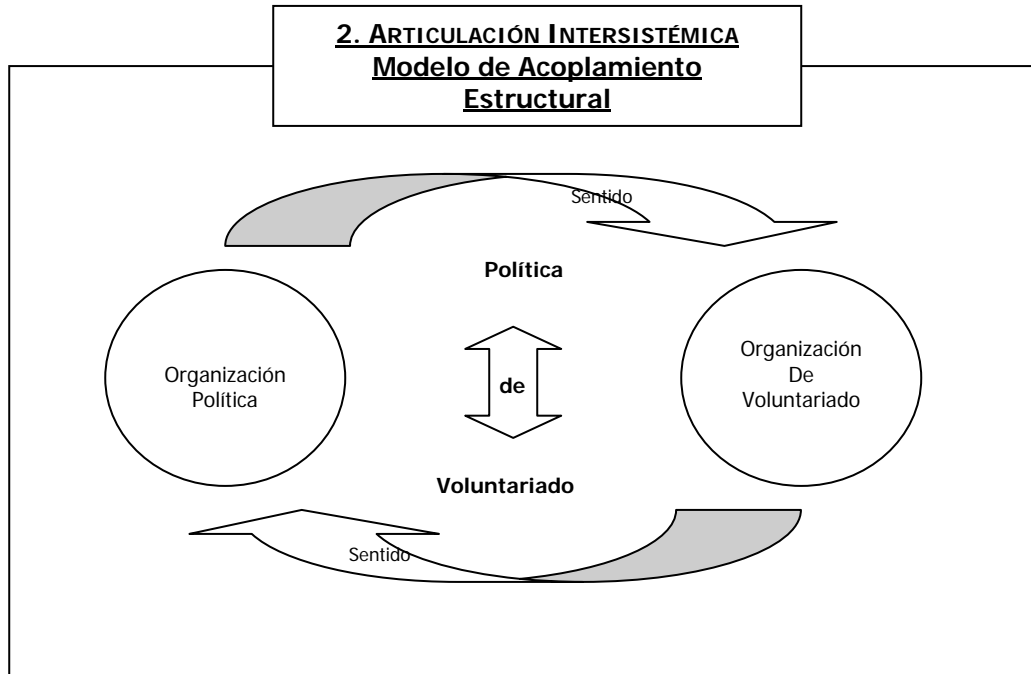 2. ARTICULACIÓN INTERSISTÉMICA
Modelo de Acoplamiento
Estructural
Sentido
Política
Organización
Política
de
Organización
De
Voluntariado
Voluntariado
Sentido